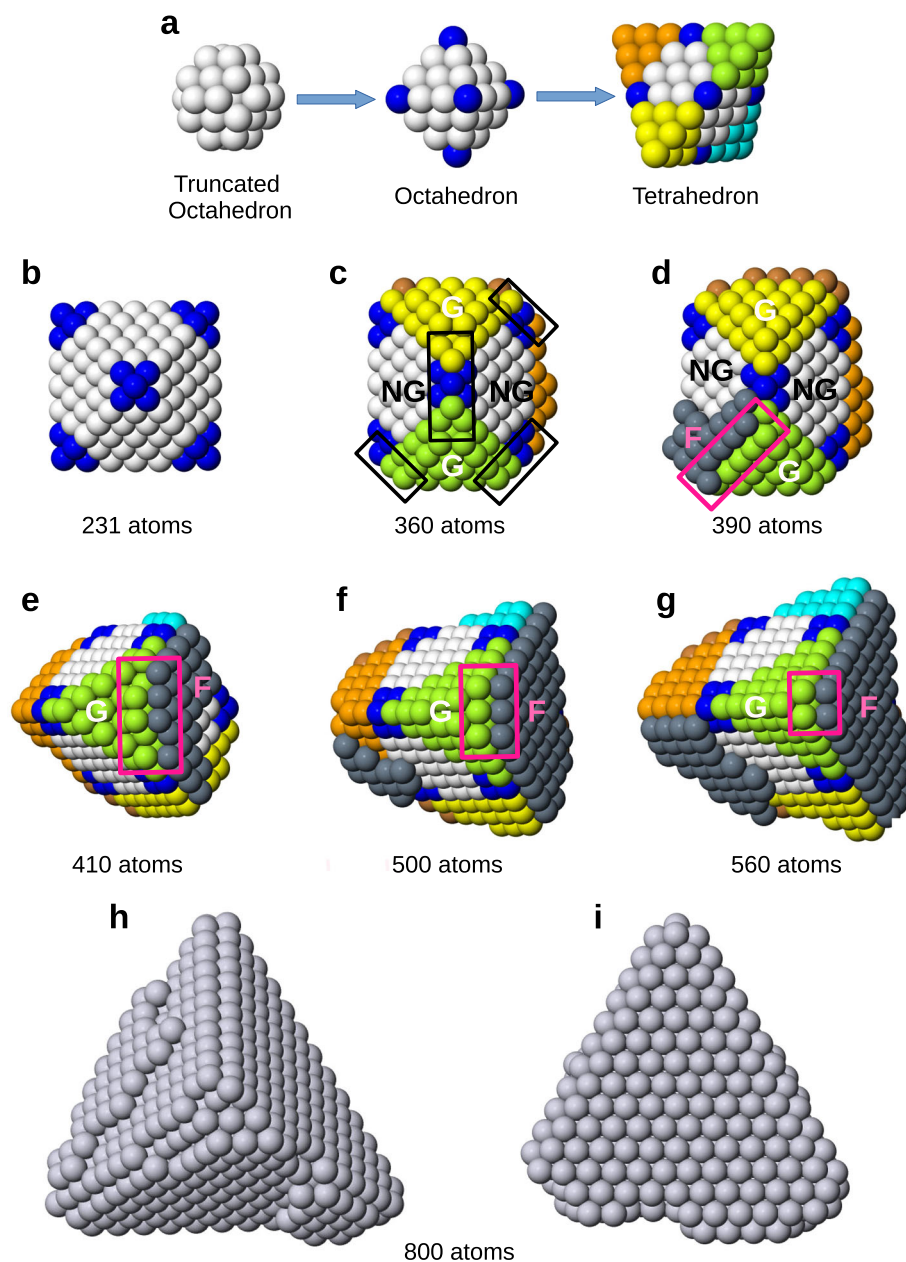 a
Truncated
Octahedron
Octahedron
Tetrahedron
b
c
d
G
NG
NG
G
G
NG
NG
F
G
231 atoms
360 atoms
390 atoms
e
f
g
G
F
G
F
G
F
410 atoms
500 atoms
560 atoms
h
i
800 atoms